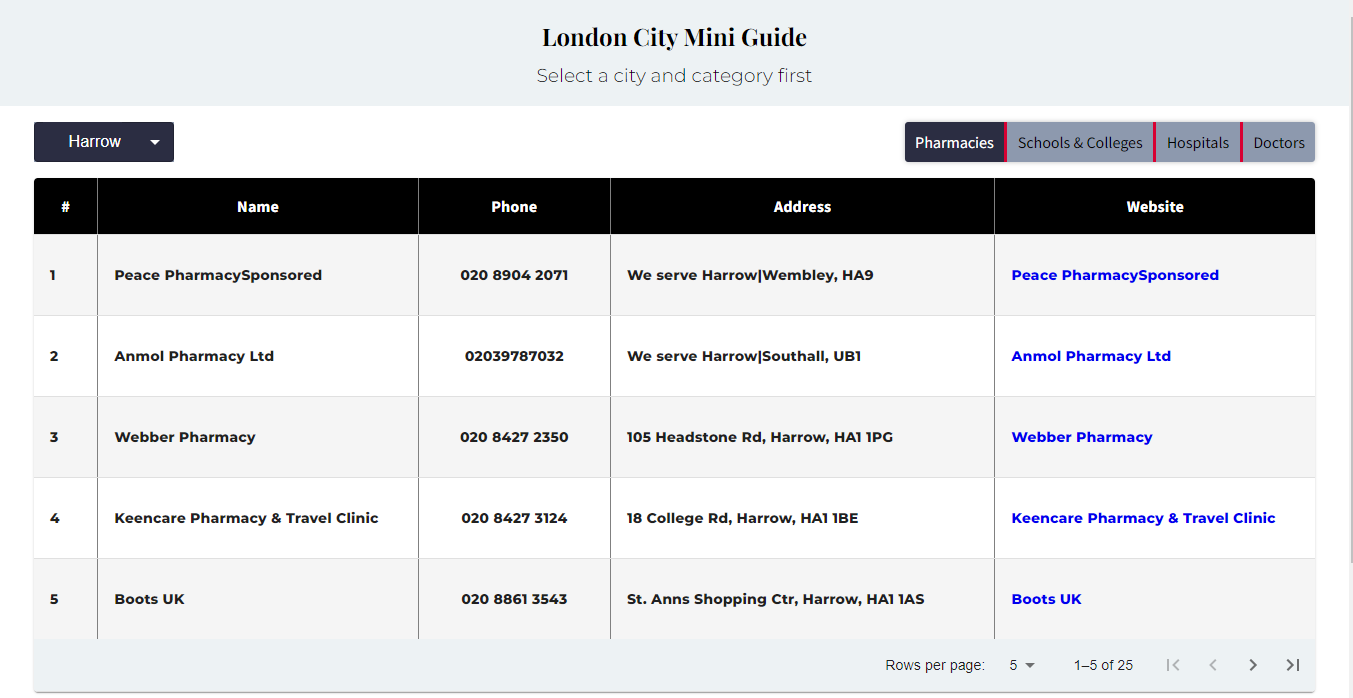 London City Mini Guide
Select a city and category first
Harrow
Pharmacies Schools & Colleges Hospitals Doctors
# Name Phone Address Website
1 Peace PharmacySponsored 020 8904 2071 We serve Harrow|Wembley, HA9 Peace PharmacySponsored
2 Anmol Pharmacy Ltd 02039787032 We serve Harrow|Southall, UB1 Anmol Pharmacy Ltd
3 Webber Pharmacy 020 8427 2350 105 Headstone Rd, Harrow, HA1 1PG Webber Pharmacy
4 Keencare Pharmacy & Travel Clinic 020 8427 3124 18 College Rd, Harrow, HA1 1BE Keencare Pharmacy & Travel Clinic
5 Boots UK 020 8861 3543 St. Anns Shopping Ctr, Harrow, HA1 1AS Boots UK
Rows per page: 5 1–5 of 25